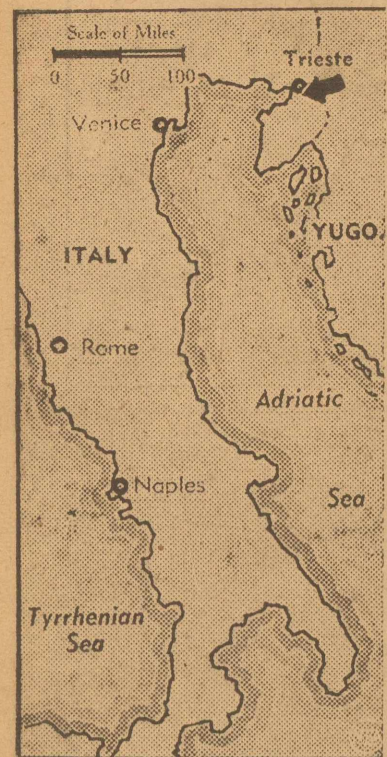 Scale of Miles
0 50 100
Trieste
Venice
YUGO.
ITALY
Rome
Adriatic
Naples
Sea
Tyrrhenian
Sea